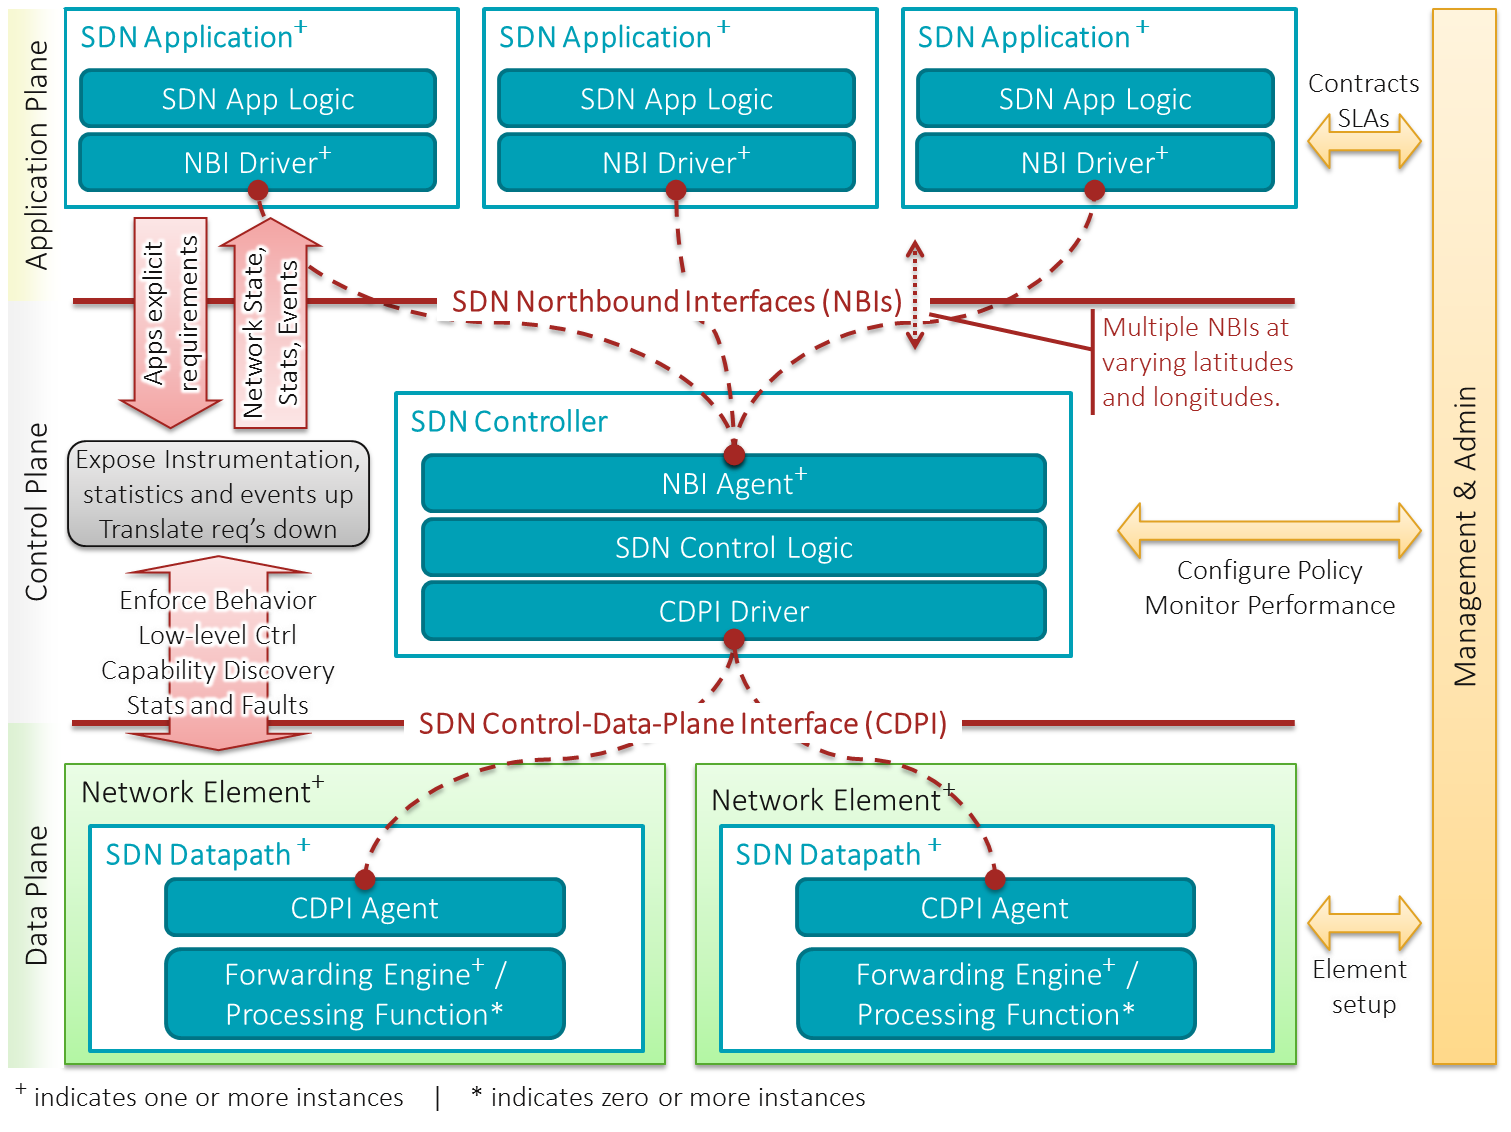 Application Plane
SDN Application+
SDN App Logic
NBI Driver+
SDN Application +
SDN App Logic
NBI Driver+
SDN Application +
SDN App Logic
NBI Driver+
Contracts
SLAs
Apps explicit
requirements
Network State,
Stats, Events
SDN Northbound Interfaces (NBIs)
Multiple NBIs at
varying latitudes
and longitudes.
Control Plane
Expose Instrumentation,
statistics and events up
Translate req’s down
SDN Controller
NBI Agent+
SDN Control Logic
CDPI Driver
Configure Policy
Monitor Performance
Management & Admin
Enforce Behavior
Low-level Ctrl
Capability Discovery
Stats and Faults
SDN Control-Data-Plane Interface (CDPI)
Data Plane
Network Element+
SDN Datapath +
CDPI Agent
Forwarding Engine+ /
Processing Function*
Network Element+
SDN Datapath +
CDPI Agent
Forwarding Engine+ /
Processing Function*
Element
setup
+ indicates one or more instances | * indicates zero or more instances